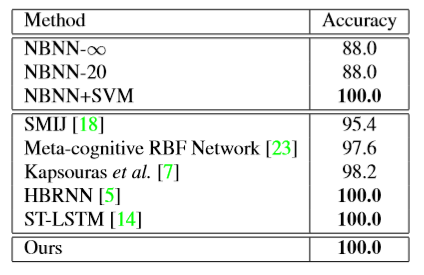 Method Accuracy
NBNN-∞ 88.0
NBNN-20 88.0
NBNN+SVM 100.0
SMIJ [18] 95.4
Meta-cognitive RBF Network [23] 97.6
Kapsouras et al. [7] 98.2
HBRNN [5] 100.0
ST-LSTM [14] 100.0
Ours 100.0